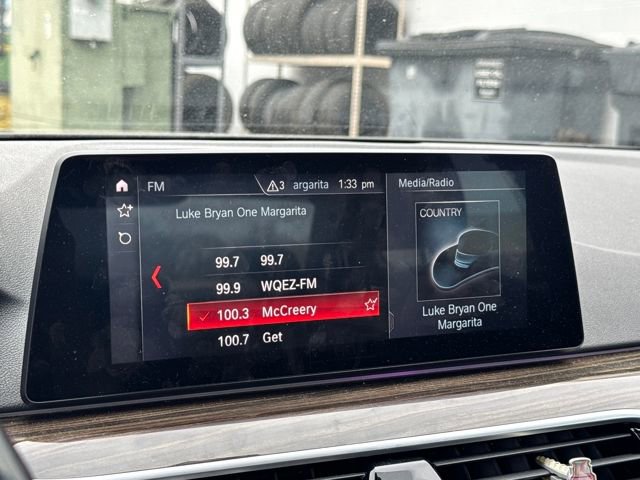 FM
3 argarita 1:33 pm
Media/Radio
Luke Bryan One Margarita
99.7 99.7
99.9 WQEZ-FM
100.3 McCreery
100.7 Get
COUNTRY
Luke Bryan One
Margarita